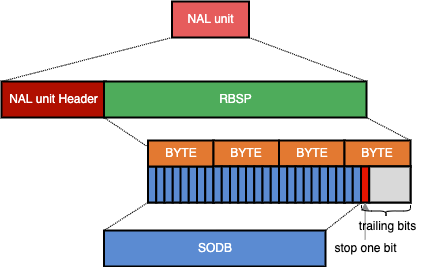 NAL unit
NAL unit Header
RBSP
BYTE
BYTE
BYTE
BYTE
trailing bits
SODB
stop one bit